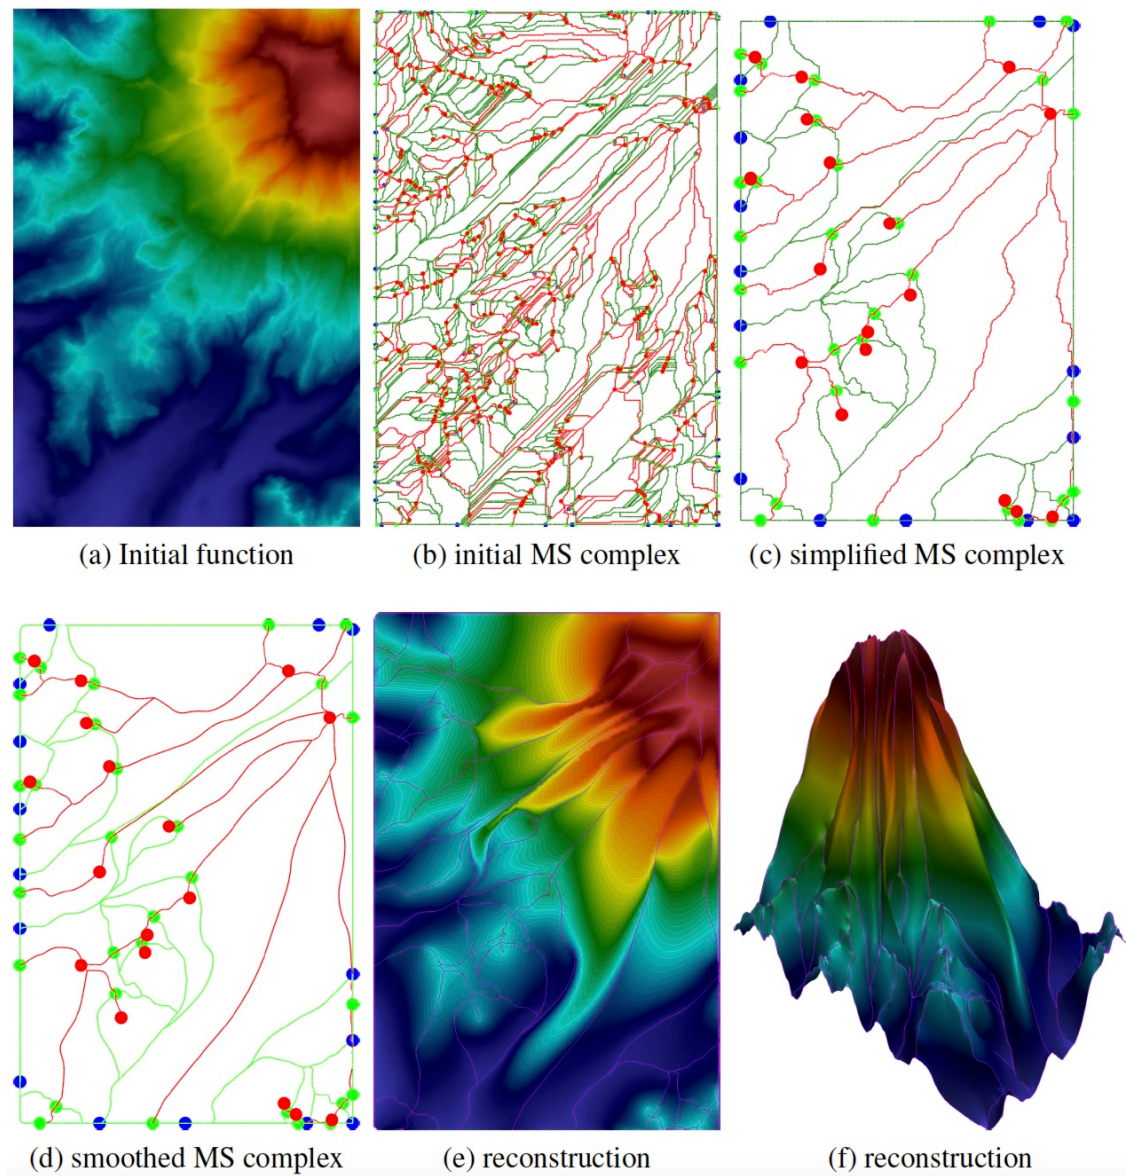 (a) Initial function
(b) initial MS complex
(c) simplified MS complex
(d) smoothed MS complex
(e) reconstruction
(f) reconstruction